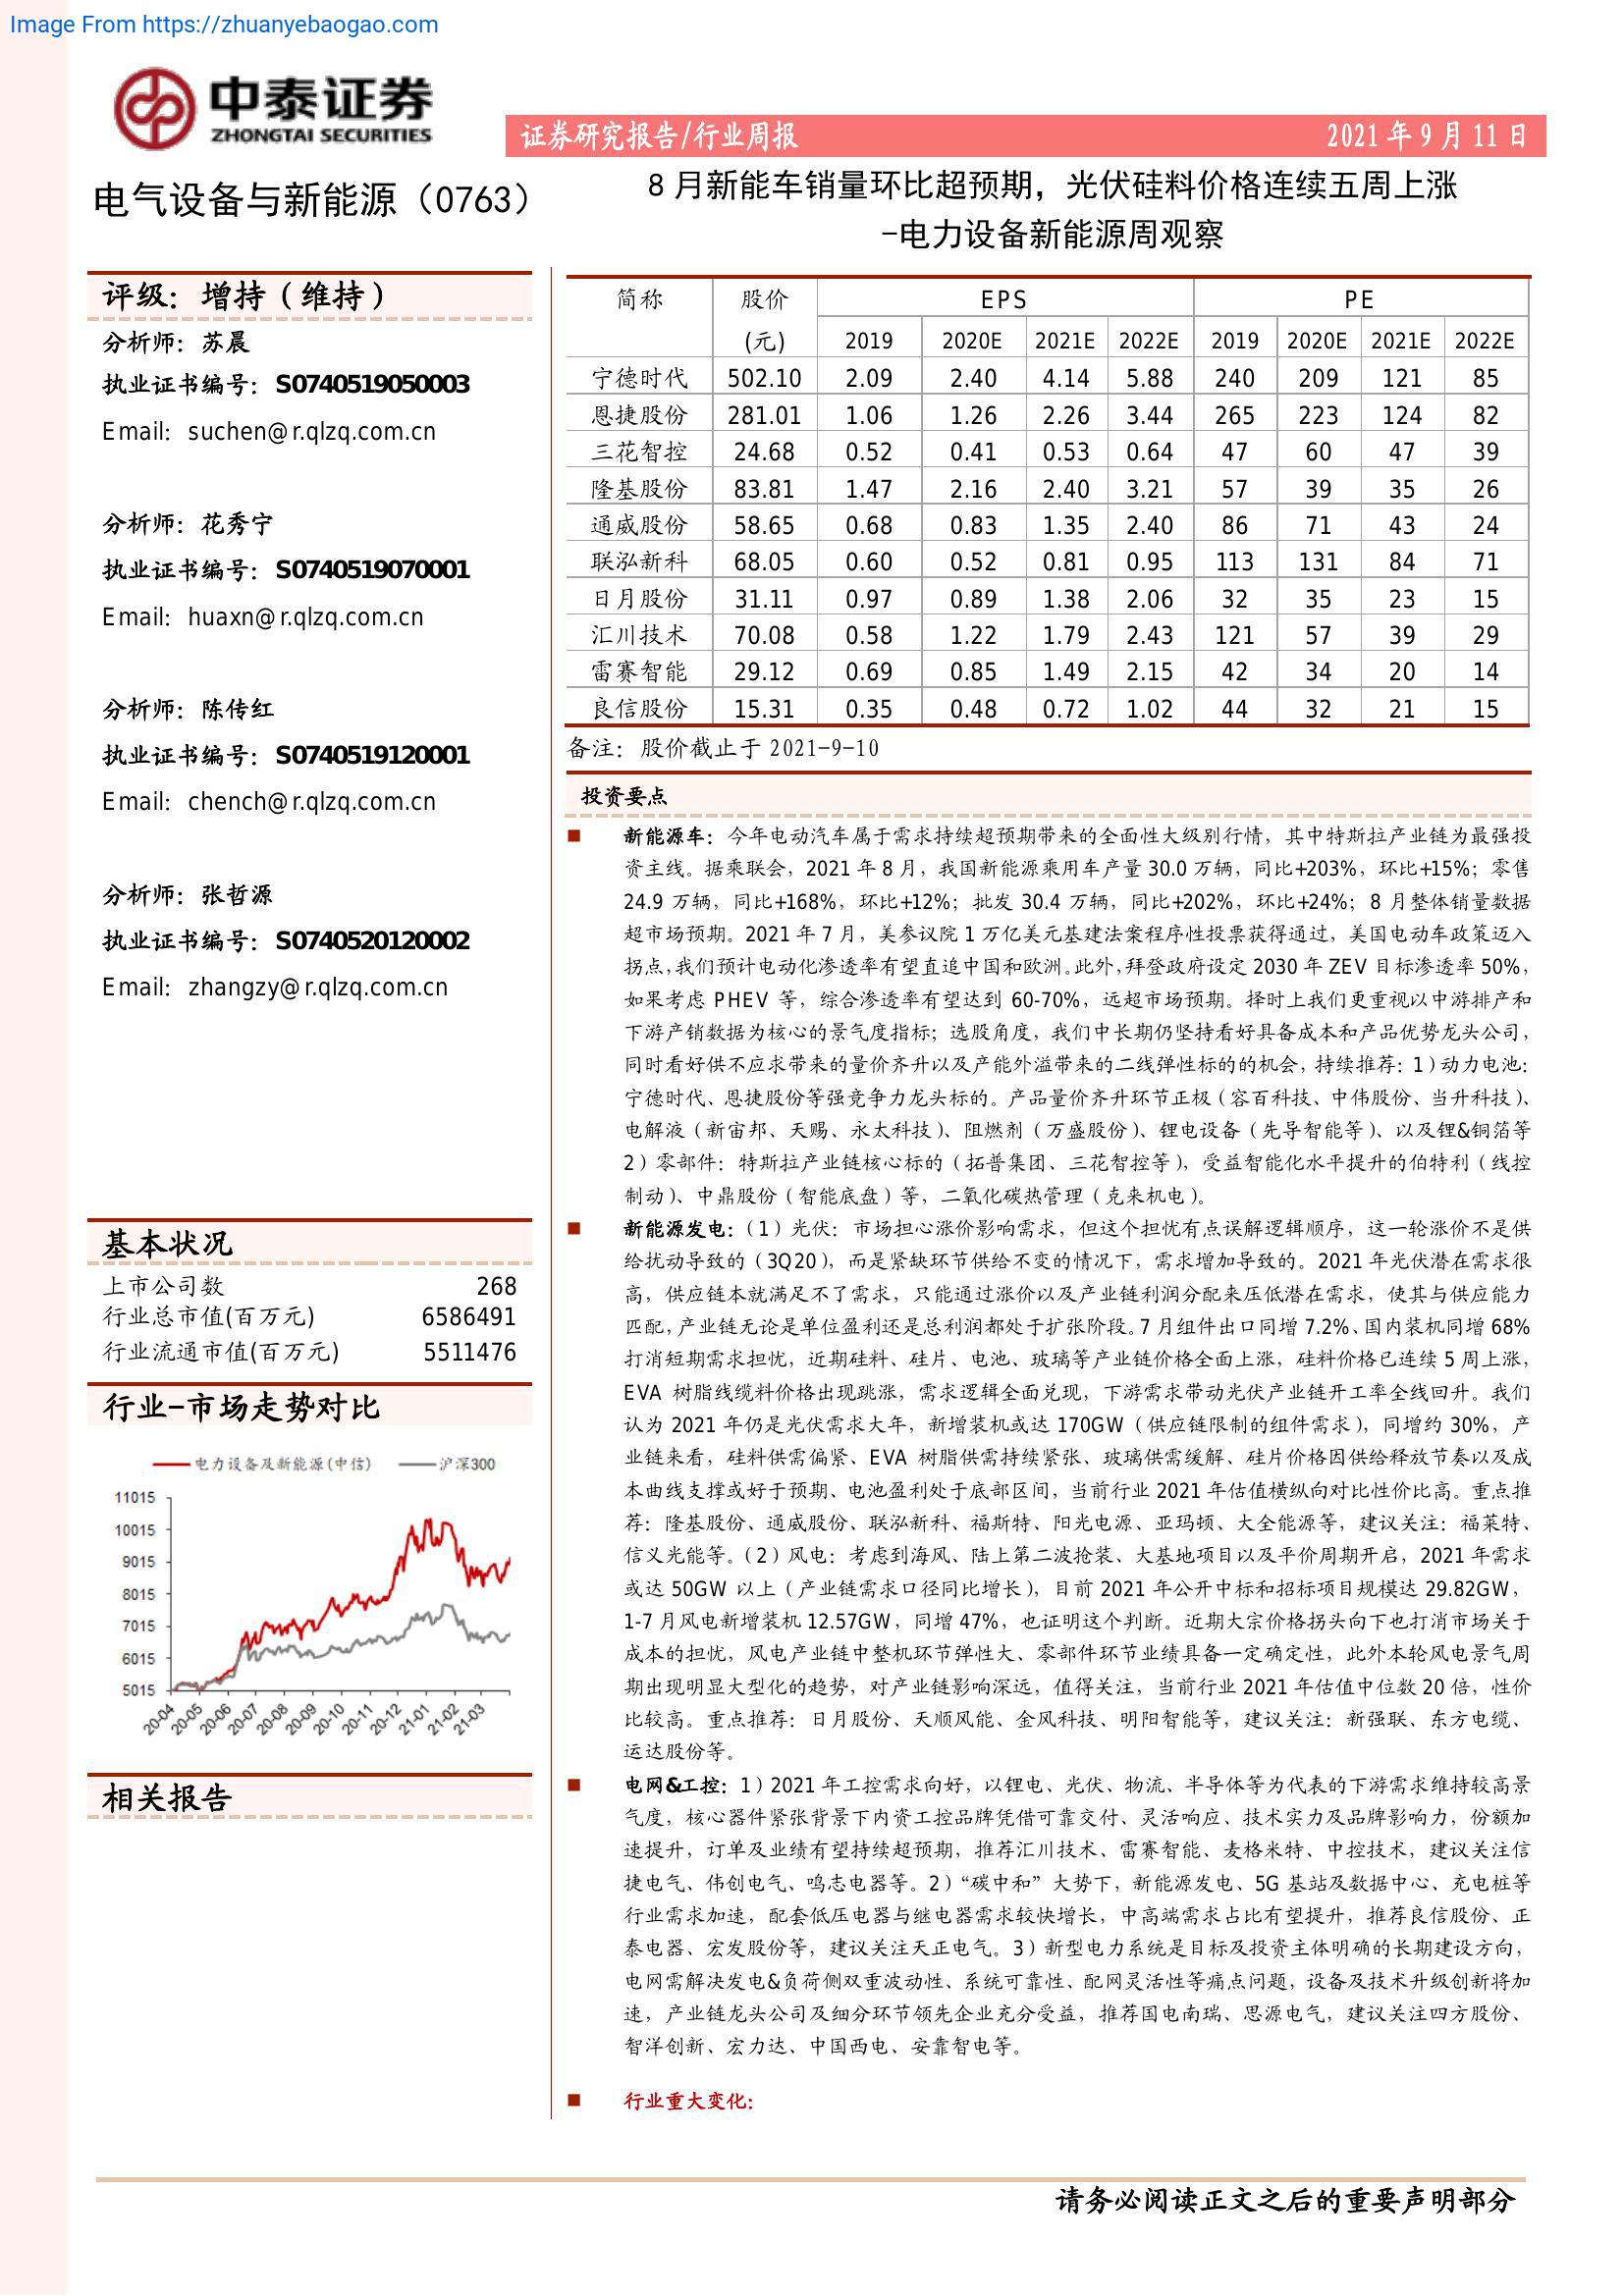 Image From https://zhuanyebaogao.com
中泰证券
ZHONGTAI SECURITIES
证券研究报告/行业周报 2021年9月11日
电气设备与新能源（0763）
8月新能车销量环比超预期，光伏硅料价格连续五周上涨
-电力设备新能源周观察
评级：增持（维持）
分析师：苏晨
执业证书编号：S0740519050003
Email：suchen@r.qlzq.com.cn
分析师：花秀宁
执业证书编号：S0740519070001
Email：huaxn@r.qlzq.com.cn
分析师：陈传红
执业证书编号：S0740519120001
Email：chench@r.qlzq.com.cn
分析师：张哲源
执业证书编号：S0740520120002
Email：zhangzy@r.qlzq.com.cn
基本状况
上市公司数 268
行业总市值(百万元) 6586491
行业流通市值(百万元) 5511476
行业-市场走势对比
电力设备及新能源(中信) 沪深300
11015
10015
9015
8015
7015
6015
5015
20-04 20-05 20-06 20-07 20-08 20-09 20-10 20-11 20-12 21-01 21-02 21-03
相关报告
简称 股价 EPS PE
(元) 2019 2020E 2021E 2022E 2019 2020E 2021E 2022E
宁德时代 502.10 2.09 2.40 4.14 5.88 240 209 121 85
恩捷股份 281.01 1.06 1.26 2.26 3.44 265 223 124 82
三花智控 24.68 0.52 0.41 0.53 0.64 47 60 47 39
隆基股份 83.81 1.47 2.16 2.40 3.21 57 39 35 26
通威股份 58.65 0.68 0.83 1.35 2.40 86 71 43 24
联泓新科 68.05 0.60 0.52 0.81 0.95 113 131 84 71
日月股份 31.11 0.97 0.89 1.38 2.06 32 35 23 15
汇川技术 70.08 0.58 1.22 1.79 2.43 121 57 39 29
雷赛智能 29.12 0.69 0.85 1.49 2.15 42 34 20 14
良信股份 15.31 0.35 0.48 0.72 1.02 44 32 21 15
备注：股价截止于 2021-9-10
投资要点
■ 新能源车：今年电动汽车属于需求持续超预期带来的全面性大级别行情，其中特斯拉产业链为最强投
资主线。据乘联会，2021 年 8 月，我国新能源乘用车产量 30.0 万辆，同比+203%，环比+15%；零售
24.9 万辆，同比+168%，环比+12%；批发 30.4 万辆，同比+202%，环比+24%；8 月整体销量数据
超市场预期。2021 年 7 月，美参议院 1 万亿美元基建法案程序性投票获得通过，美国电动车政策迈入
拐点，我们预计电动化渗透率有望直追中国和欧洲。此外，拜登政府设定 2030 年 ZEV 目标渗透率 50%，
如果考虑 PHEV 等，综合渗透率有望达到 60-70%，远超市场预期。择时上我们更重视以中游排产和
下游产销数据为核心的景气度指标；选股角度，我们中长期仍坚持看好具备成本和产品优势龙头公司，
同时看好供不应求带来的量价齐升以及产能外溢带来的二线弹性标的的机会，持续推荐：1）动力电池：
宁德时代、恩捷股份等强竞争力龙头标的。产品量价齐升环节正极（容百科技、中伟股份、当升科技）、
电解液（新宙邦、天赐、永太科技）、阻燃剂（万盛股份）、锂电设备（先导智能等）、以及锂&铜箔等
2）零部件：特斯拉产业链核心标的（拓普集团、三花智控等），受益智能化水平提升的伯特利（线控
制动）、中鼎股份（智能底盘）等，二氧化碳热管理（克来机电）。
■ 新能源发电：（1）光伏：市场担心涨价影响需求，但这个担忧有点误解逻辑顺序，这一轮涨价不是供
给扰动导致的（3Q20），而是紧缺环节供给不变的情况下，需求增加导致的。2021 年光伏潜在需求很
高，供应链本就满足不了需求，只能通过涨价以及产业链利润分配来压低潜在需求，使其与供应能力
匹配，产业链无论是单位盈利还是总利润都处于扩张阶段。7 月组件出口同增 7.2%、国内装机同增 68%
打消短期需求担忧，近期硅料、硅片、电池、玻璃等产业链价格全面上涨，硅料价格已连续 5 周上涨，
EVA 树脂线缆料价格出现跳涨，需求逻辑全面兑现，下游需求带动光伏产业链开工率全线回升。我们
认为 2021 年仍是光伏需求大年，新增装机或达 170GW（供应链限制的组件需求），同增约 30%，产
业链来看，硅料供需偏紧、EVA 树脂供需持续紧张、玻璃供需缓解、硅片价格因供给释放节奏以及成
本曲线支撑或好于预期、电池盈利处于底部区间，当前行业 2021 年估值横纵向对比性价比高。重点推
荐：隆基股份、通威股份、联泓新科、福斯特、阳光电源、亚玛顿、大全能源等，建议关注：福莱特、
信义光能等。（2）风电：考虑到海风、陆上第二波抢装、大基地项目以及平价周期开启，2021 年需求
或达 50GW 以上（产业链需求口径同比增长），目前 2021 年公开中标和招标项目规模达 29.82GW，
1-7 月风电新增装机 12.57GW，同增 47%，也证明这个判断。近期大宗价格拐头向下也打消市场关于
成本的担忧，风电产业链中整机环节弹性大、零部件环节业绩具备一定确定性，此外本轮风电景气周
期出现明显大型化的趋势，对产业链影响深远，值得关注，当前行业 2021 年估值中位数 20 倍，性价
比较高。重点推荐：日月股份、天顺风能、金风科技、明阳智能等，建议关注：新强联、东方电缆、
运达股份等。
■ 电网&工控：1）2021 年工控需求向好，以锂电、光伏、物流、半导体等为代表的下游需求维持较高景
气度，核心器件紧张背景下内资工控品牌凭借可靠交付、灵活响应、技术实力及品牌影响力，份额加
速提升，订单及业绩有望持续超预期，推荐汇川技术、雷赛智能、麦格米特、中控技术，建议关注信
捷电气、伟创电气、鸣志电器等。2）“碳中和”大势下，新能源发电、5G 基站及数据中心、充电桩等
行业需求加速，配套低压电器与继电器需求较快增长，中高端需求占比有望提升，推荐良信股份、正
泰电器、宏发股份等，建议关注天正电气。3）新型电力系统是目标及投资主体明确的长期建设方向，
电网需解决发电&负荷侧双重波动性、系统可靠性、配网灵活性等痛点问题，设备及技术升级创新将加
速，产业链龙头公司及细分环节领先企业充分受益，推荐国电南瑞、思源电气，建议关注四方股份、
智洋创新、宏力达、中国西电、安靠智电等。
■ 行业重大变化：
请务必阅读正文之后的重要声明部分